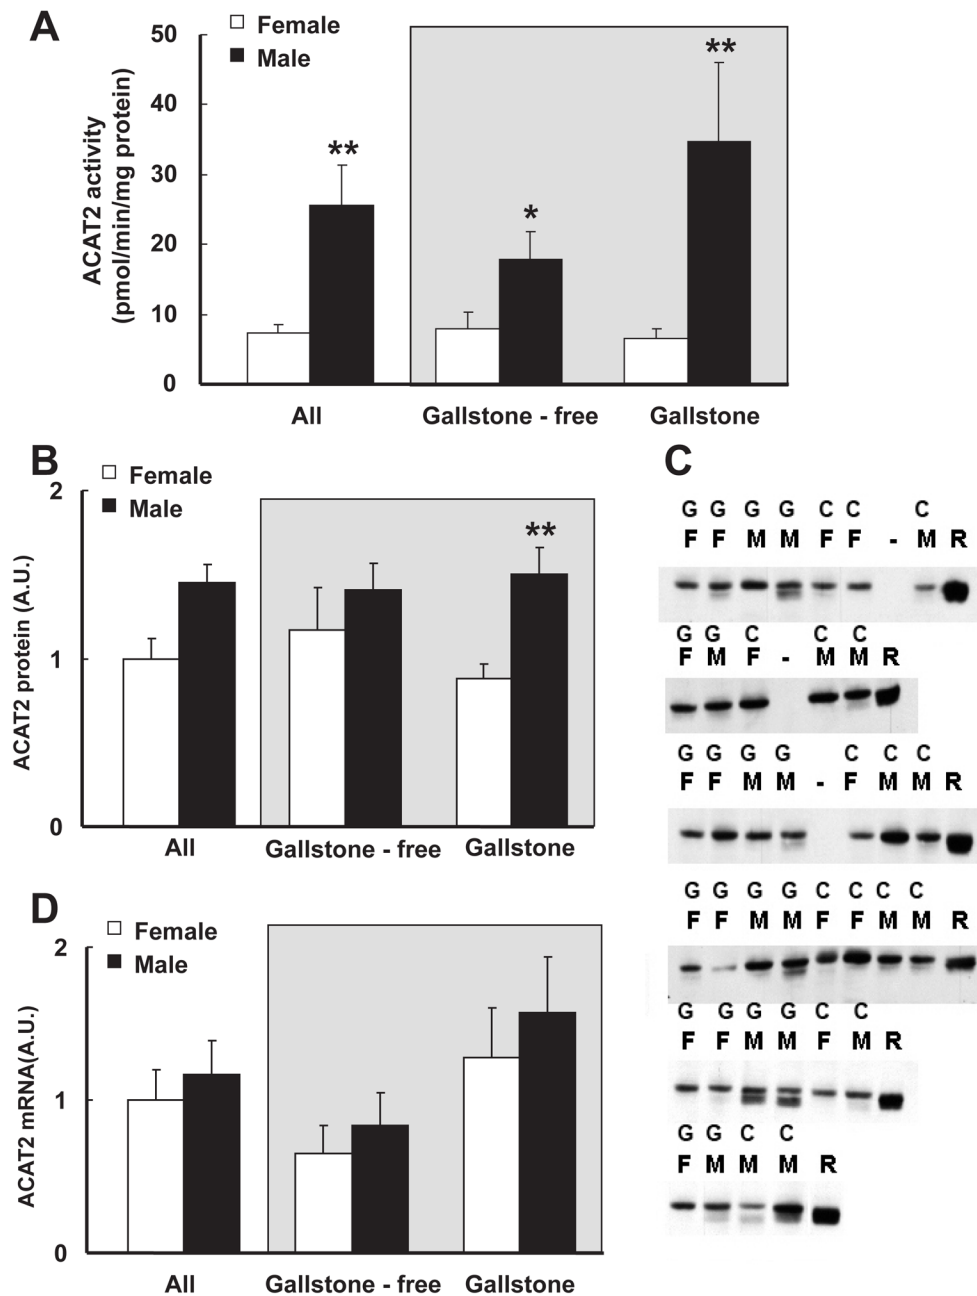 A
Female
Male
50
40
30
20
10
0
ACAT2 activity
(pmol/min/mg protein)
**
*
**
All Gallstone - free Gallstone
B
Female
Male
2
1
0
ACAT2 protein (A.U.)
**
All Gallstone - free Gallstone
C
G G G G C C C
F F M M F F - M R
G G C C C
F M F - M M R
G G G G C C C
F F M M - F M M R
G G G G C C C C
F F M M F F M M R
G G G G C C
F F M M F M R
G G C C
F M M M R
D
Female
Male
2
1
0
ACAT2 mRNA(A.U.)
All Gallstone - free Gallstone